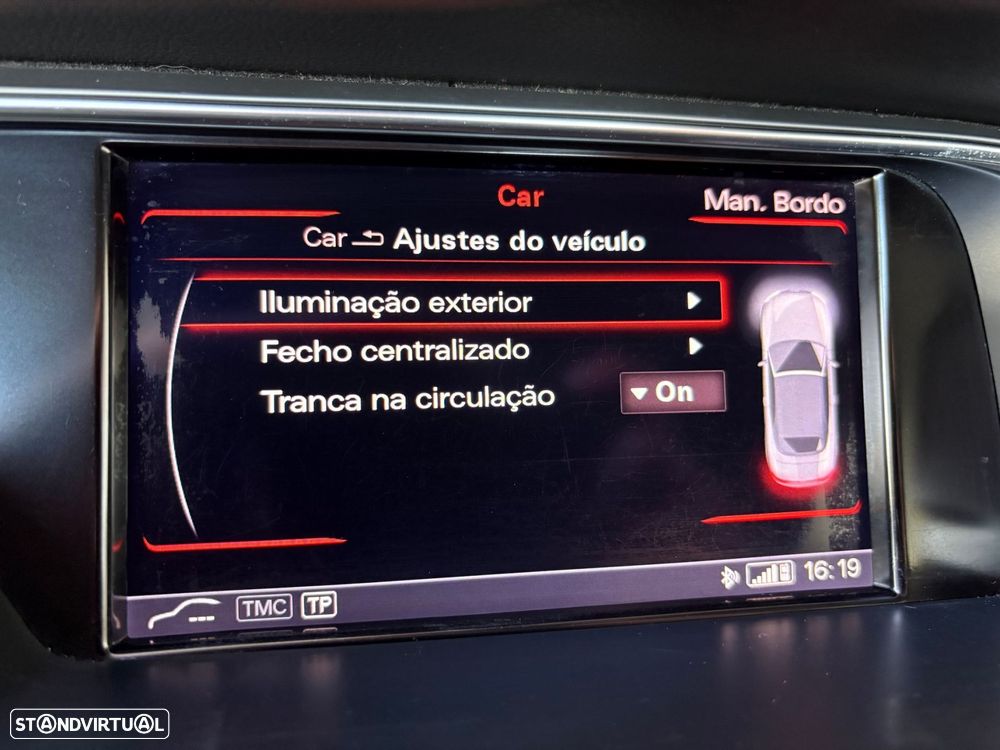 Car
Man. Bordo
Car Ajustes do veículo
Iluminação exterior
Fecho centralizado
Tranca na circulação On
TMC TP 16:19
STANDVIRTUAL